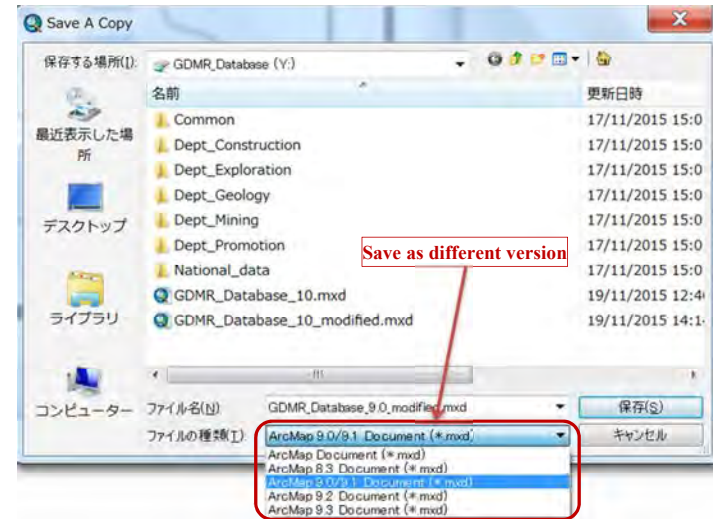 Save A Copy
保存する場所(I):
GDMR_Database (Y:)
名前
更新日時
Common
17/11/2015 15:0
Dept_Construction
17/11/2015 15:0
Dept_Exploration
17/11/2015 15:0
Dept_Geology
17/11/2015 15:0
Dept_Mining
17/11/2015 15:0
Dept_Promotion
17/11/2015 15:0
National_data
17/11/2015 15:0
GDMR_Database_10.mxd
19/11/2015 12:4
GDMR_Database_10_modified.mxd
19/11/2015 14:1
最近表示した場
所
デスクトップ
ライブラリ
コンピューター
Save as different version
ファイル名(N)
GDMR_Database_9.0_modified.mxd
保存(S)
ファイルの種類(T):
ArcMap 9.0/9.1 Document (*.mxd)
キャンセル
ArcMap Document (*.mxd)
ArcMap 8.3 Document (*.mxd)
ArcMap 9.0/9.1 Document (*.mxd)
ArcMap 9.2 Document (*.mxd)
ArcMap 9.3 Document (*.mxd)